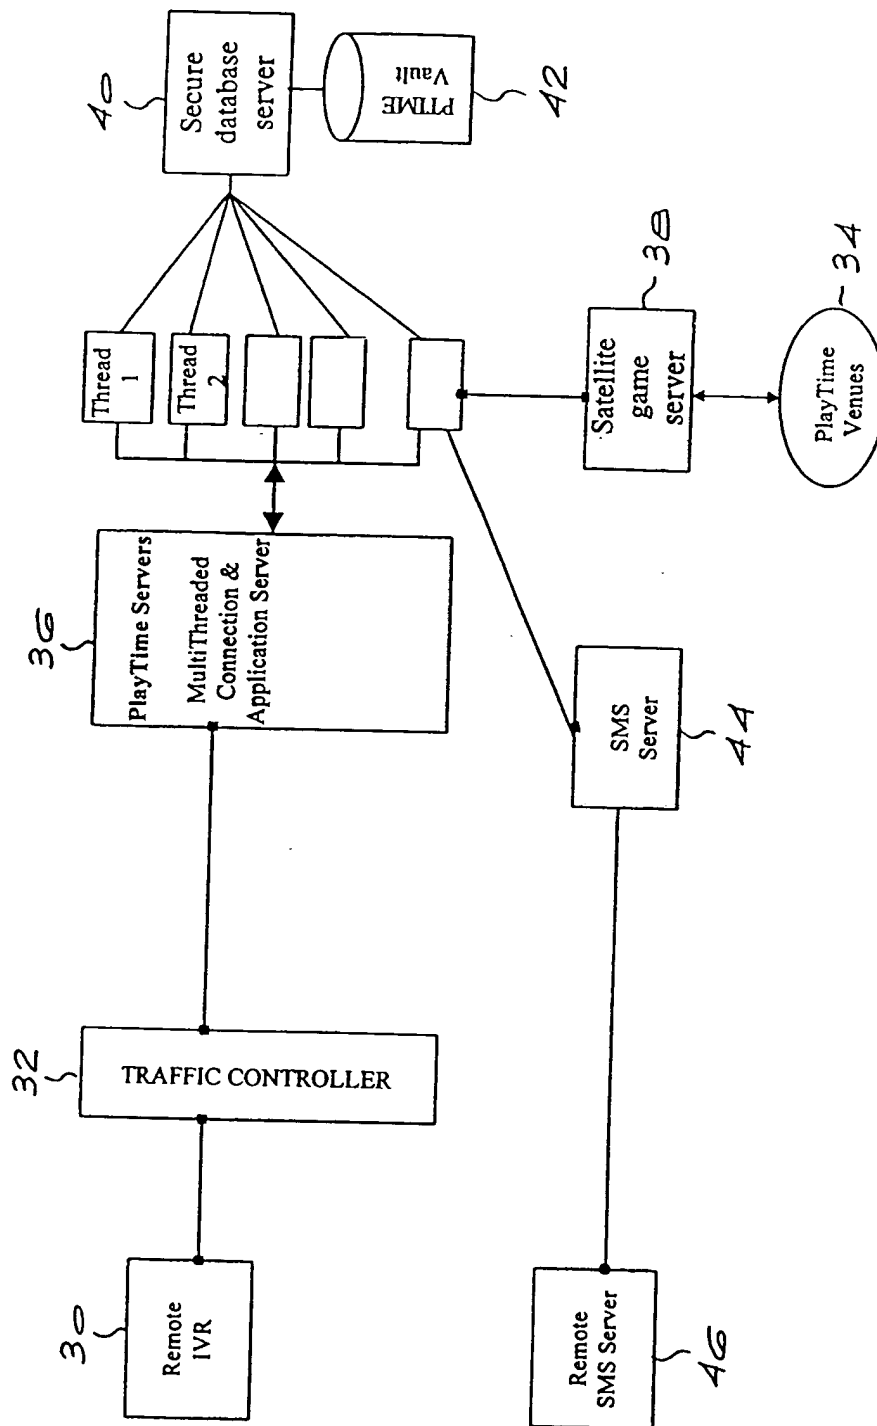 30
Remote
IVR
32
TRAFFIC CONTROLLER
36
PlayTime Servers
MultiThreaded
Connection &
Application Server
Thread
1
Thread
2
40
Secure
database
server
PTIME
Vault
42
Remote
SMS Server
46
SMS
Server
44
Satellite
game
server
38
PlayTime
Venues
34